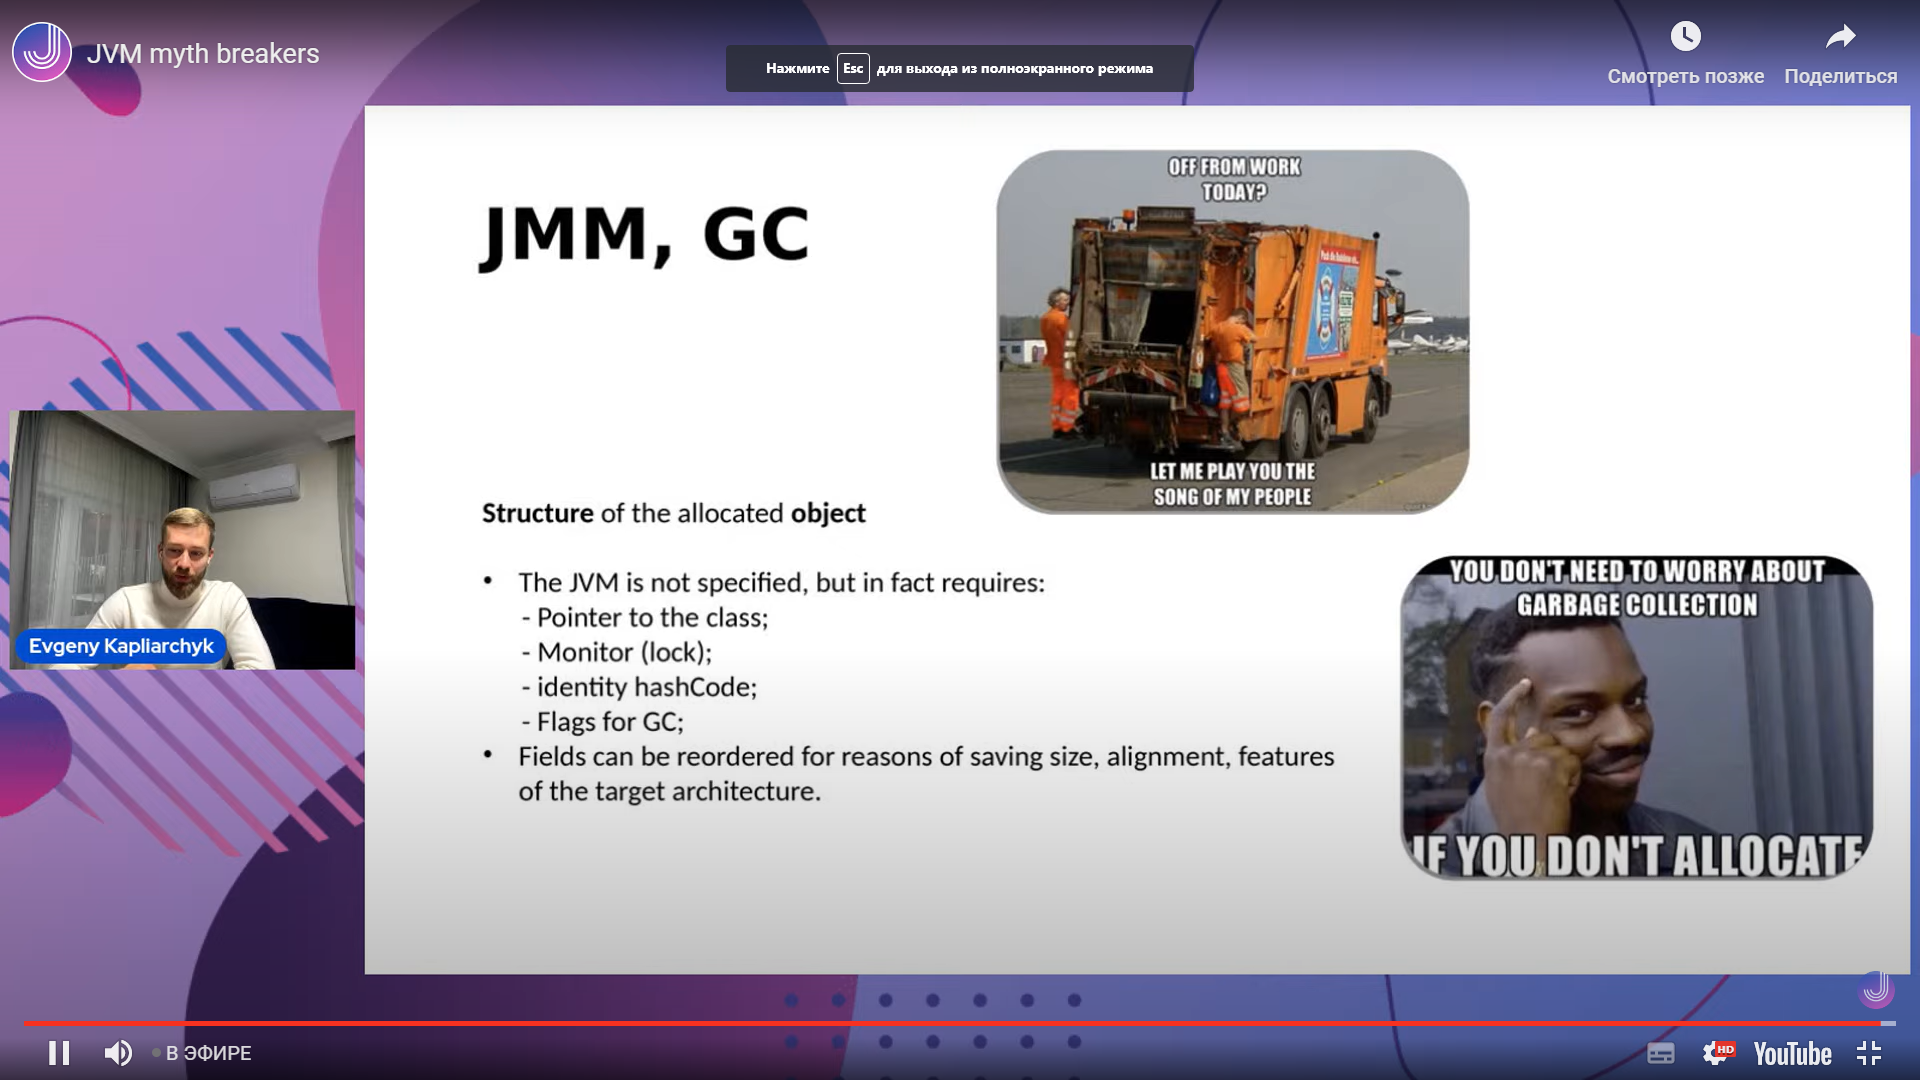 JVM myth breakers
Нажмите Esc для выхода из полноэкранного режима
Смотреть позже
Поделиться
JMM, GC
OFF FROM WORK
TODAY?
LET ME PLAY YOU THE
SONG OF MY PEOPLE
Structure of the allocated object
• The JVM is not specified, but in fact requires:
- Pointer to the class;
- Monitor (lock);
- identity hashCode;
- Flags for GC;
• Fields can be reordered for reasons of saving size, alignment, features
of the target architecture.
YOU DON'T NEED TO WORRY ABOUT
GARBAGE COLLECTION
IF YOU DON'T ALLOCATE
Evgeny Kapliarchyk
В ЭФИРЕ
HD
YouTube